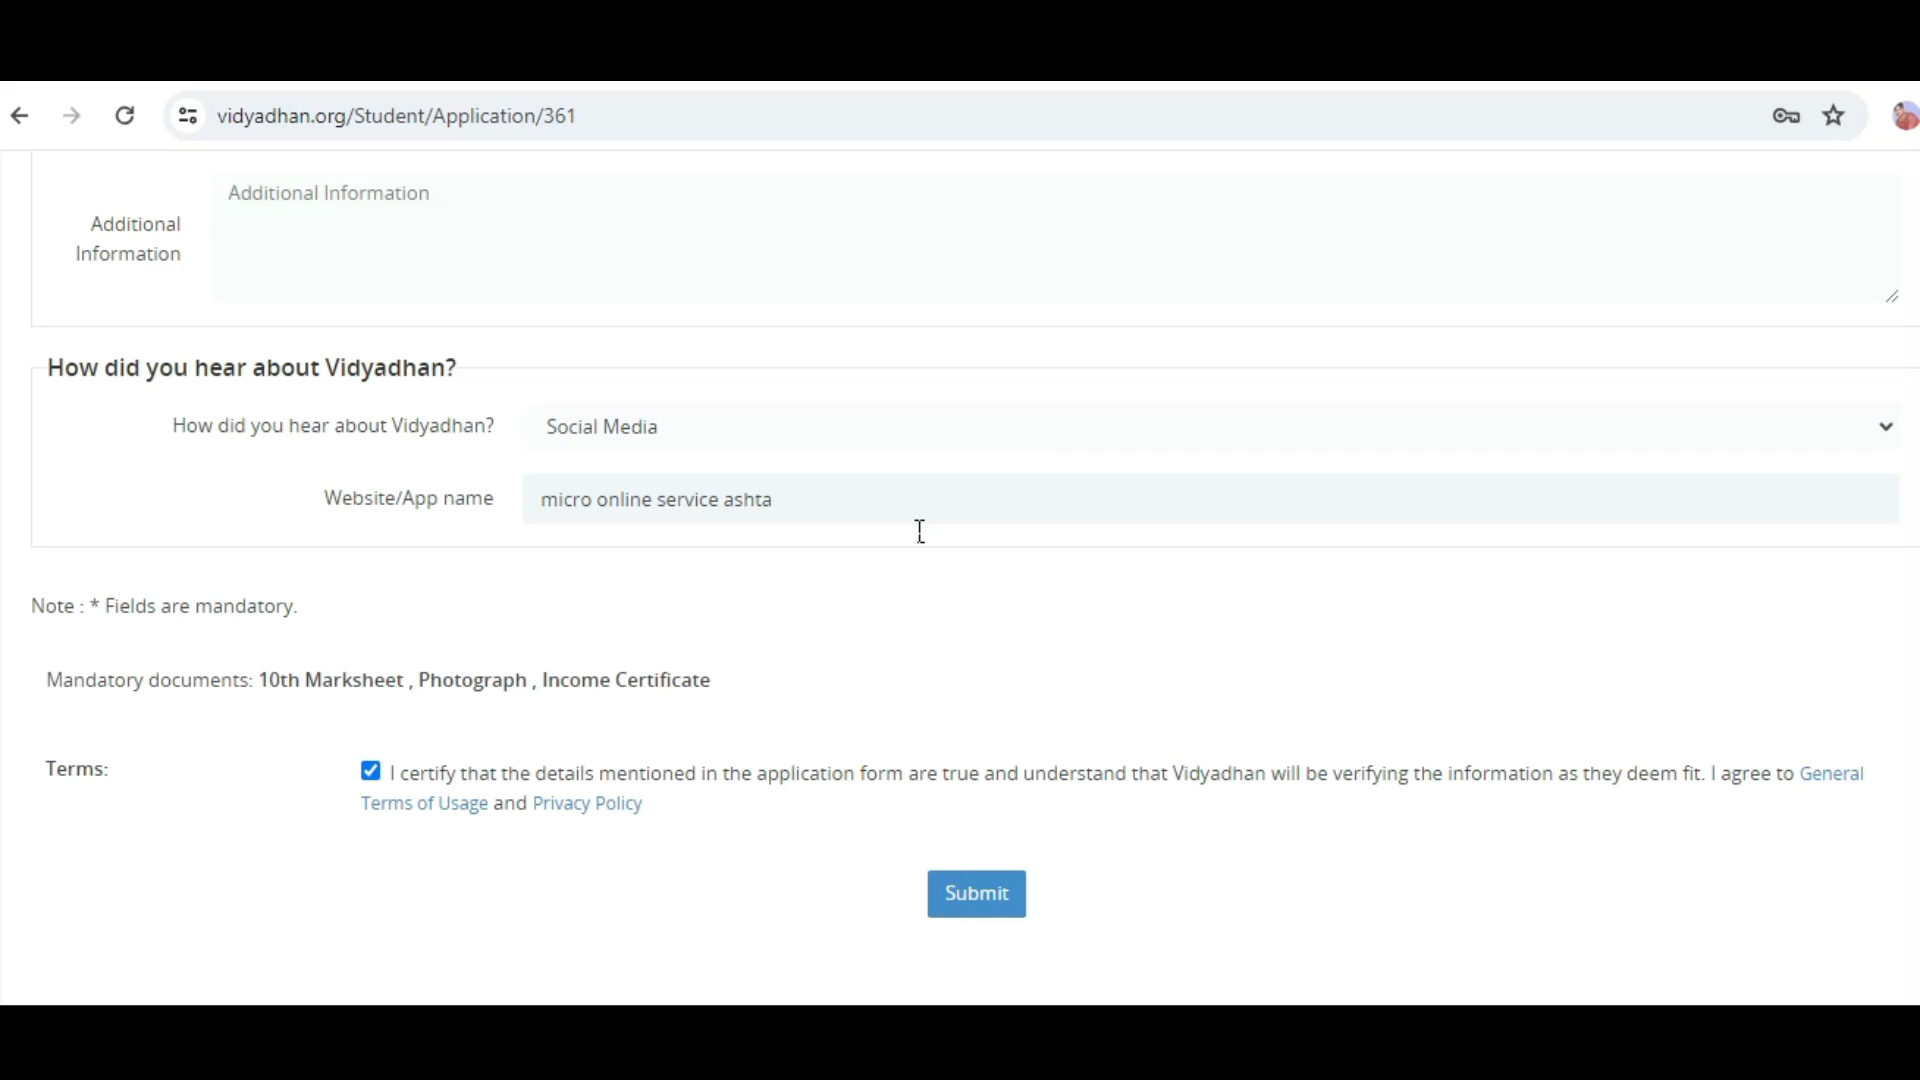 vidyadhan.org/Student/Application/361
Additional Information
Additional
Information
How did you hear about Vidyadhan?
How did you hear about Vidyadhan? Social Media
Website/App name micro online service ashta
Note : * Fields are mandatory.
Mandatory documents: 10th Marksheet , Photograph , Income Certificate
Terms: I certify that the details mentioned in the application form are true and understand that Vidyadhan will be verifying the information as they deem fit. I agree to General
Terms of Usage and Privacy Policy
Submit